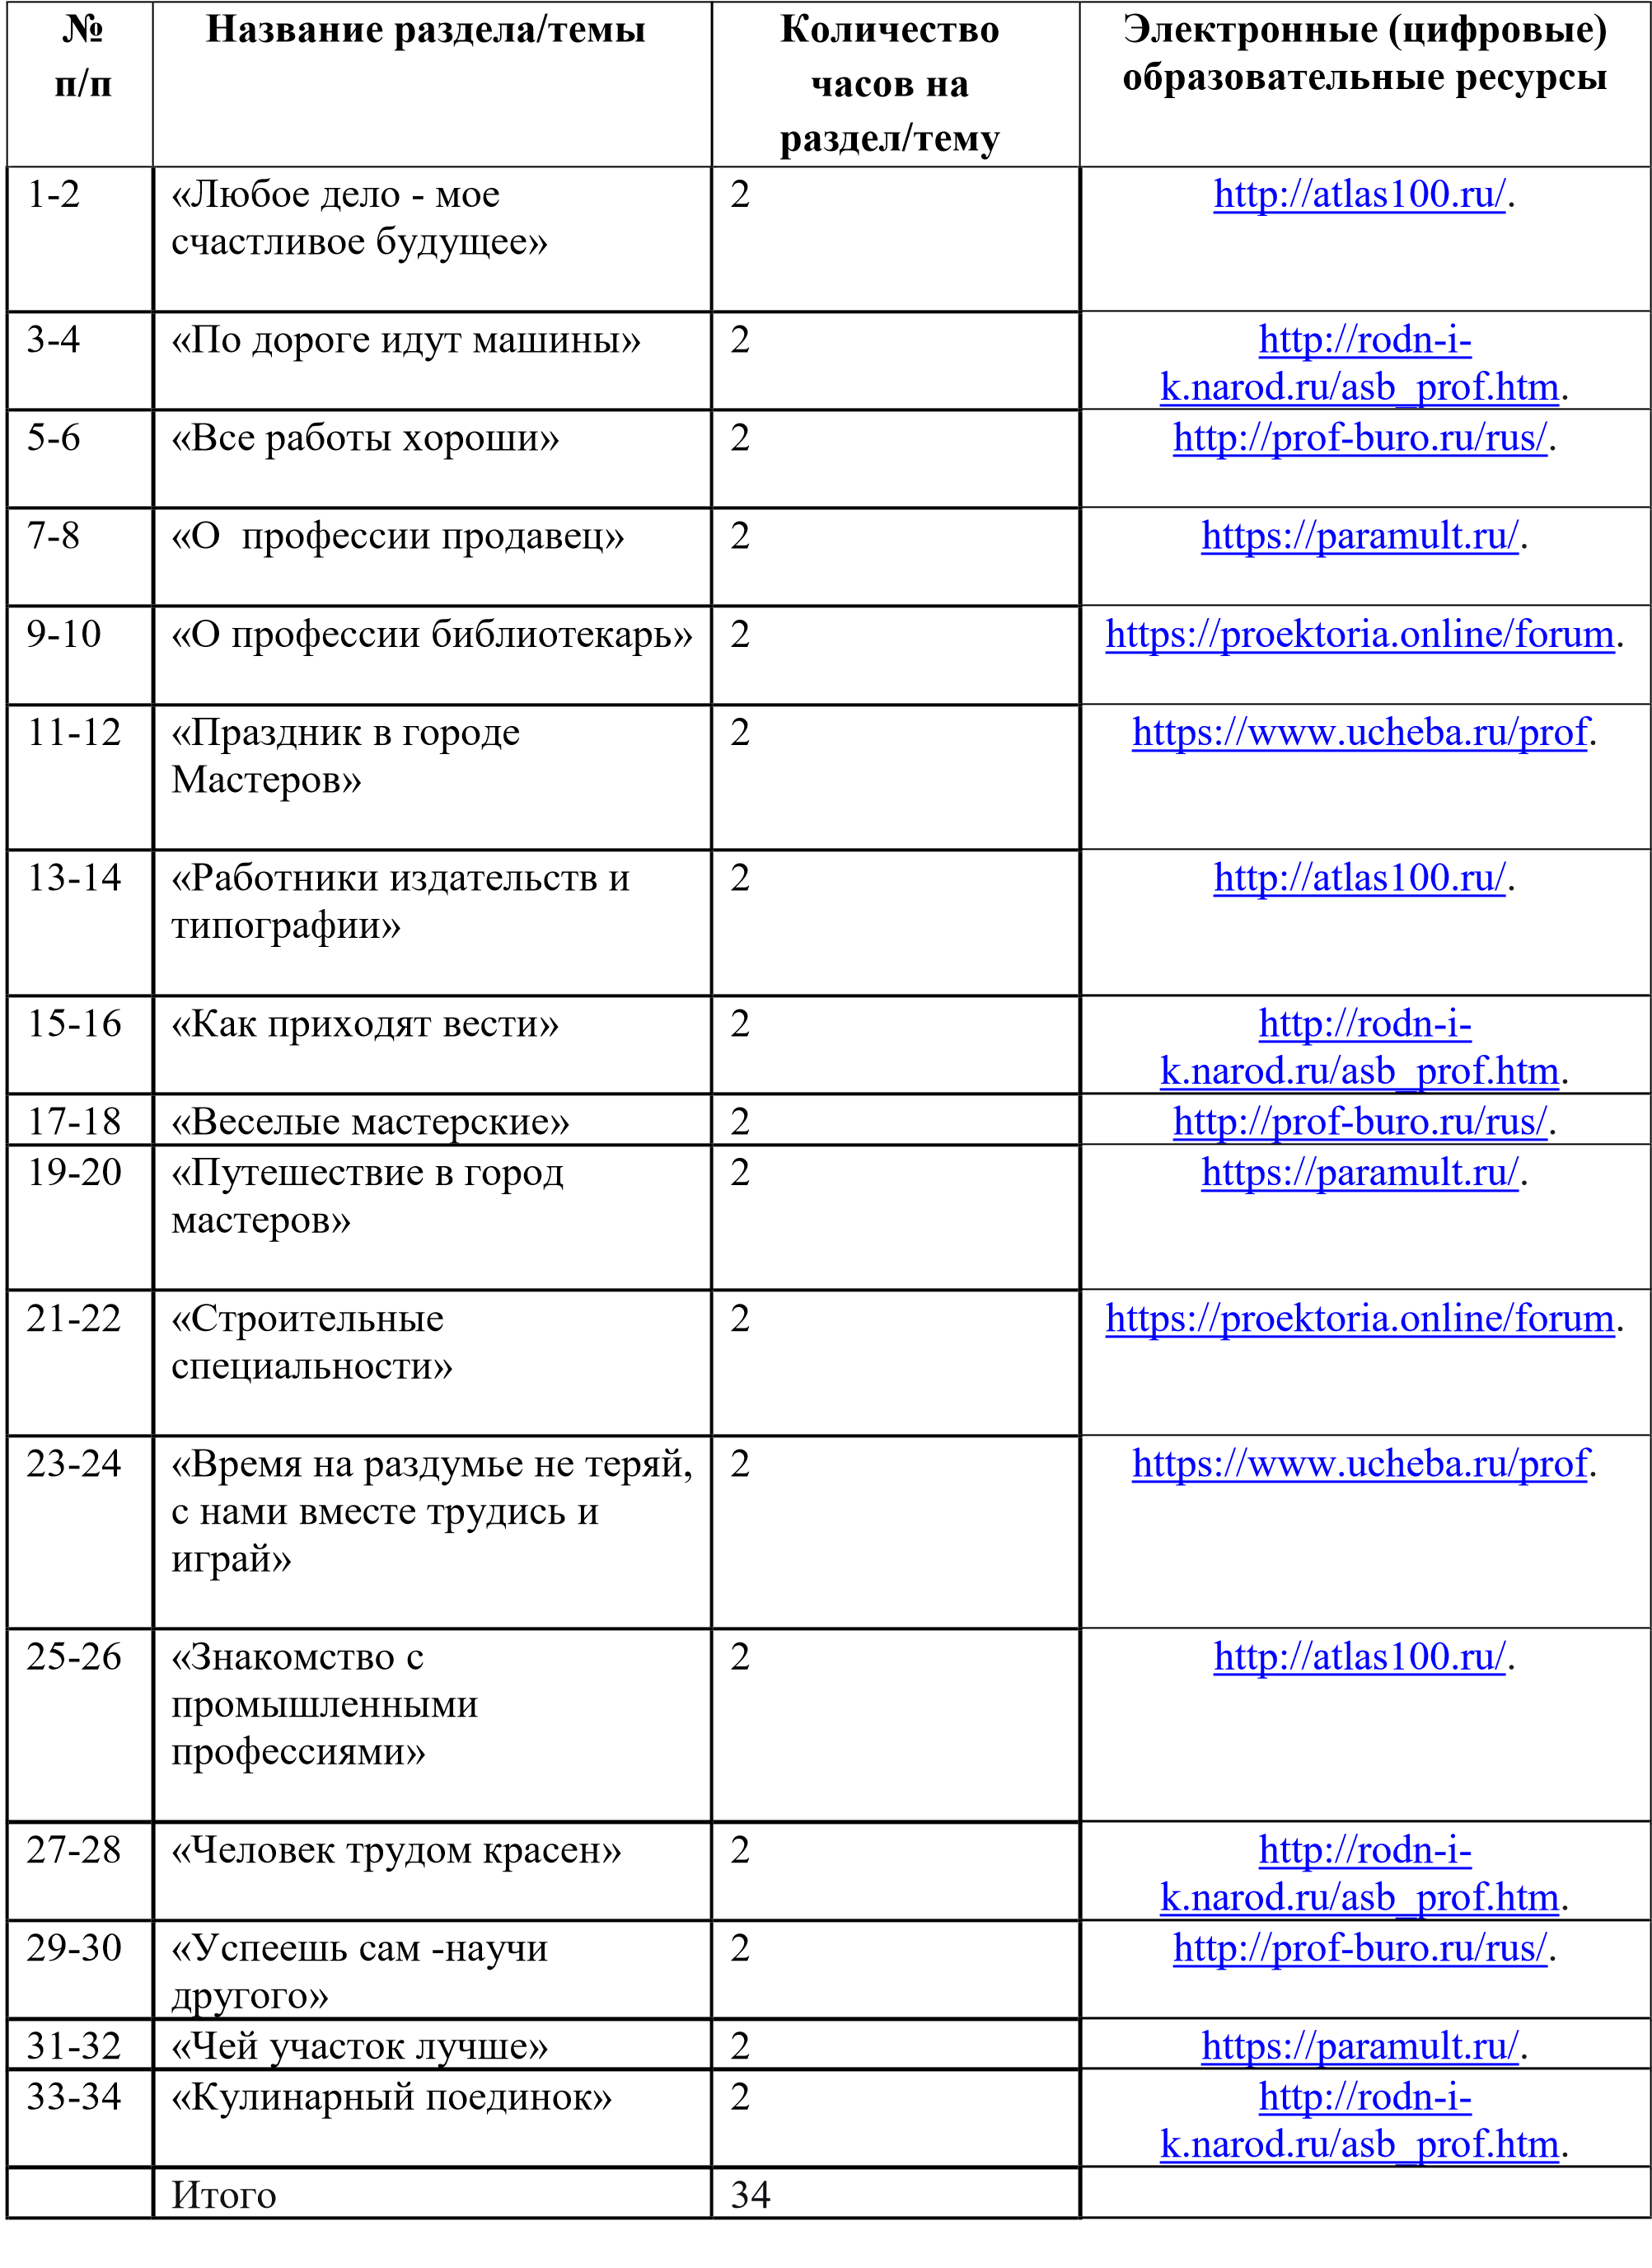 №
п/п
Название раздела/темы
Количество
часов на
раздел/тему
Электронные (цифровые)
образовательные ресурсы
1-2
«Любое дело - мое
счастливое будущее»
2
http://atlas100.ru/.
3-4
«По дороге идут машины»
2
http://rodn-i-
k.narod.ru/asb_prof.htm.
5-6
«Все работы хороши»
2
http://prof-buro.ru/rus/.
7-8
«О  профессии продавец»
2
https://paramult.ru/.
9-10
«О профессии библиотекарь»
2
https://proektoria.online/forum.
11-12
«Праздник в городе
Мастеров»
2
https://www.ucheba.ru/prof.
13-14
«Работники издательств и
типографии»
2
http://atlas100.ru/.
15-16
«Как приходят вести»
2
http://rodn-i-
k.narod.ru/asb_prof.htm.
17-18
«Веселые мастерские»
2
http://prof-buro.ru/rus/.
19-20
«Путешествие в город
мастеров»
2
https://paramult.ru/.
21-22
«Строительные
специальности»
2
https://proektoria.online/forum.
23-24
«Время на раздумье не теряй,
с нами вместе трудись и
играй»
2
https://www.ucheba.ru/prof.
25-26
«Знакомство с
промышленными
профессиями»
2
http://atlas100.ru/.
27-28
«Человек трудом красен»
2
http://rodn-i-
k.narod.ru/asb_prof.htm.
29-30
«Успеешь сам -научи
другого»
2
http://prof-buro.ru/rus/.
31-32
«Чей участок лучше»
2
https://paramult.ru/.
33-34
«Кулинарный поединок»
2
http://rodn-i-
k.narod.ru/asb_prof.htm.
Итого
34